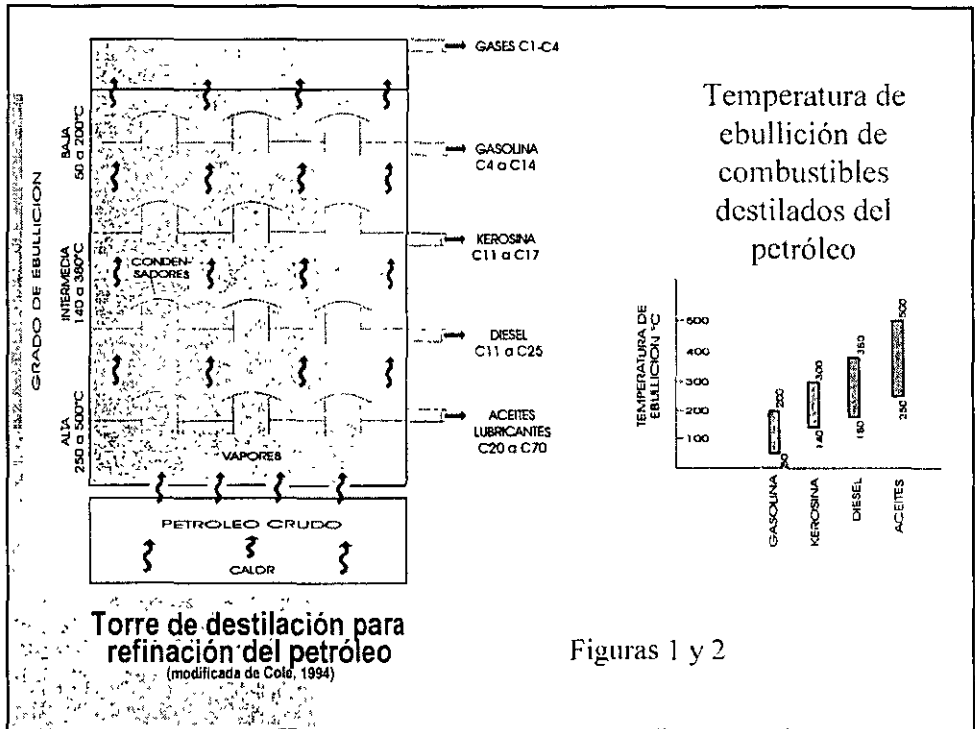 GASES C1-C4
GRADO DE EBULLICION
BAJA
50 a 200°C
INTERMEDIA
140 a 380°C
ALTA
250 a 500°C
GASOLINA
C4 a C14
KEROSINA
C11 a C17
CONDEN-
SADORES
DIESEL
C11 a C25
ACEITES
LUBRICANTES
C20 a C70
VAPORES
PETROLEO CRUDO
CALOR
Torre de destilación para
refinación del petróleo
(modificada de Cole, 1994)
Temperatura de
ebullición de
combustibles
destilados del
petróleo
TEMPERATURA DE
EBULLICION °C
500
400
300
200
100
200
50
300
140
350
180
500
250
GASOLINA
KEROSINA
DIESEL
ACEITES
Figuras 1 y 2